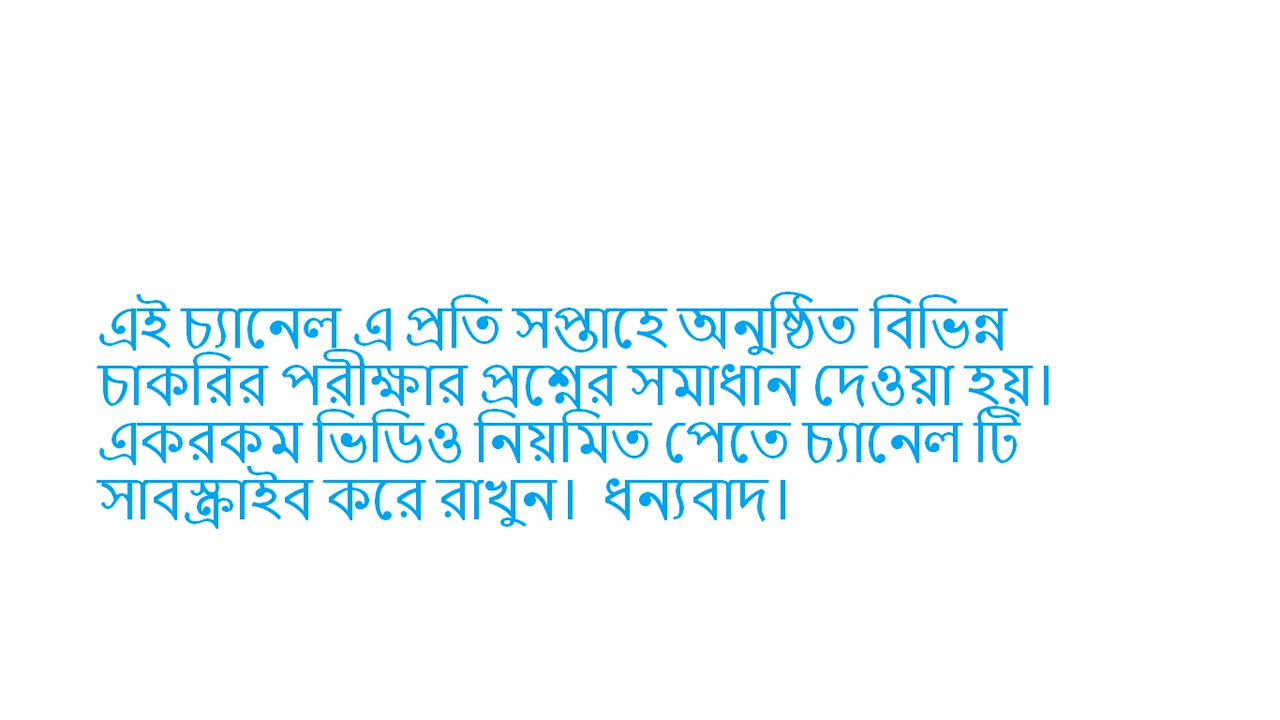 এই চ্যানেল এ প্রতি সপ্তাহে অনুষ্ঠিত বিভিন্ন
চাকরির পরীক্ষার প্রশ্নের সমাধান দেওয়া হয়।
একরকম ভিডিও নিয়মিত পেতে চ্যানেল টি
সাবস্ক্রাইব করে রাখুন।  ধন্যবাদ।